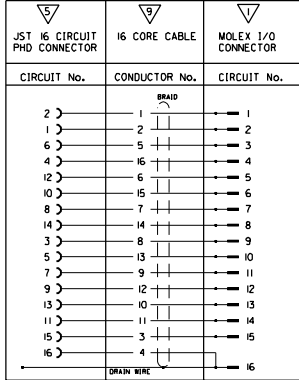 5 9 1
JST 16 CIRCUIT PHD CONNECTOR 16 CORE CABLE MOLEX I/O CONNECTOR
CIRCUIT No. CONDUCTOR No. CIRCUIT No.
BRAID
2 1 1
1 2 2
6 5 3
4 16 4
12 6 5
10 15 6
8 7 7
14 14 8
3 8 9
5 13 10
7 9 11
9 12 12
13 10 13
11 11 14
15 3 15
16 4
DRAIN WIRE 16